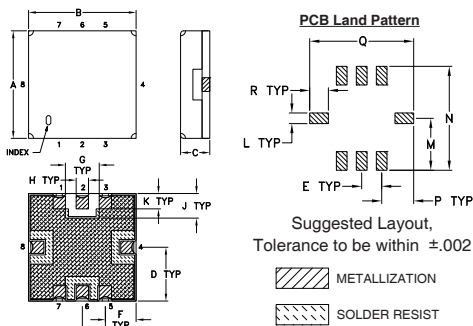 B
7 6 5
A
8
4
INDEX
1 2 3
C
G
TYP
H TYP
1 2 3
K TYP
J TYP
8
4
D TYP
7 6 5
F
TYP
PCB Land Pattern
Q
R TYP
L TYP
N
M
E TYP
P TYP
Suggested Layout,
Tolerance to be within ±.002
METALLIZATION
SOLDER RESIST